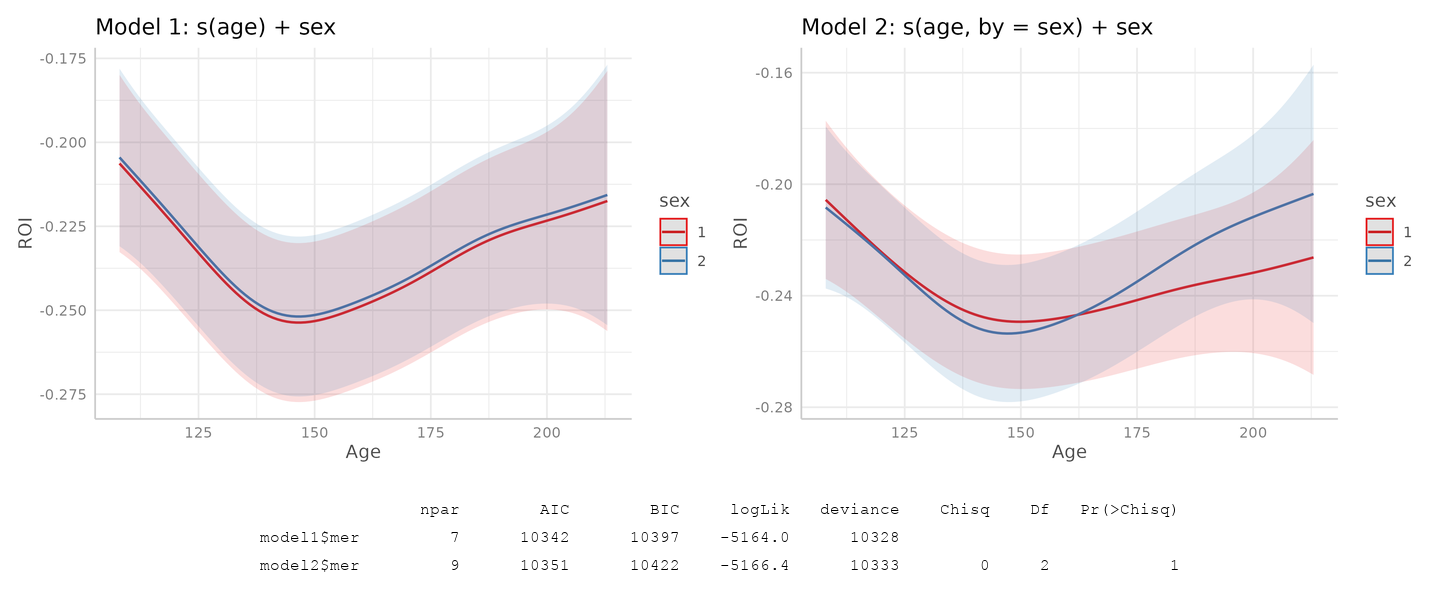 Model 1: s(age) + sex
-0.175
-0.200
-0.225
-0.250
-0.275
ROI
125 150 175 200
Age
sex
1
2
Model 2: s(age, by = sex) + sex
-0.16
-0.20
-0.24
-0.28
ROI
125 150 175 200
Age
sex
1
2
npar AIC BIC logLik deviance Chisq Df Pr(>Chisq)
model1$mer 7 10342 10397 -5164.0 10328
model2$mer 9 10351 10422 -5166.4 10333 0 2 1